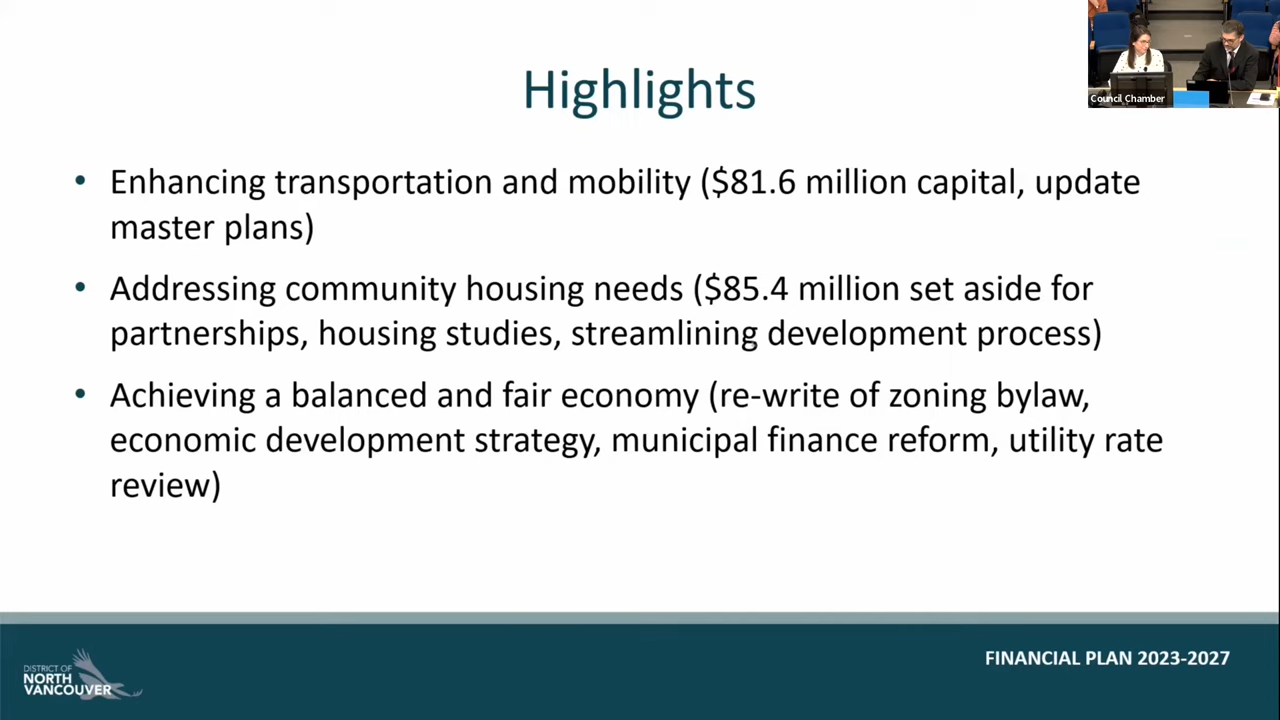 Council Chamber
Highlights
• Enhancing transportation and mobility ($81.6 million capital, update
master plans)
• Addressing community housing needs ($85.4 million set aside for
partnerships, housing studies, streamlining development process)
• Achieving a balanced and fair economy (re-write of zoning bylaw,
economic development strategy, municipal finance reform, utility rate
review)
DISTRICT OF
NORTH
VANCOUVER
FINANCIAL PLAN 2023-2027